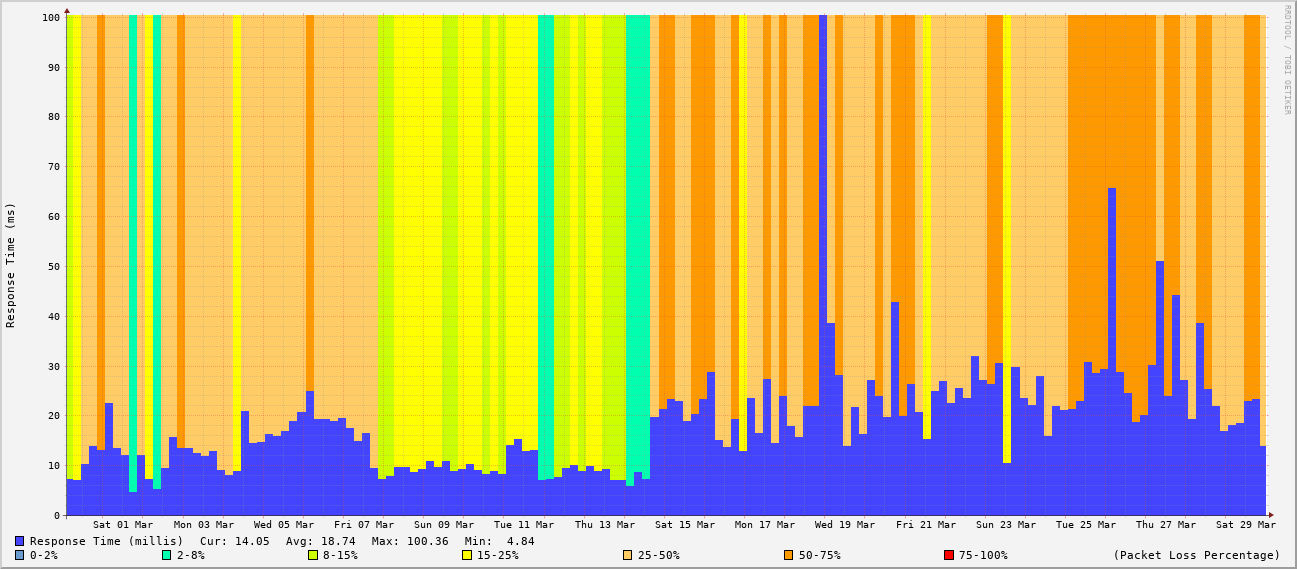 RRDTOOL / TOBI OETIKER
Response Time (ms)
100
90
80
70
60
50
40
30
20
10
0
Sat 01 Mar Mon 03 Mar Wed 05 Mar Fri 07 Mar Sun 09 Mar Tue 11 Mar Thu 13 Mar Sat 15 Mar Mon 17 Mar Wed 19 Mar Fri 21 Mar Sun 23 Mar Tue 25 Mar Thu 27 Mar Sat 29 Mar
Response Time (millis) Cur: 14.05 Avg: 18.74 Max: 100.36 Min: 4.84
0-2% 2-8% 8-15% 15-25% 25-50% 50-75% 75-100% (Packet Loss Percentage)